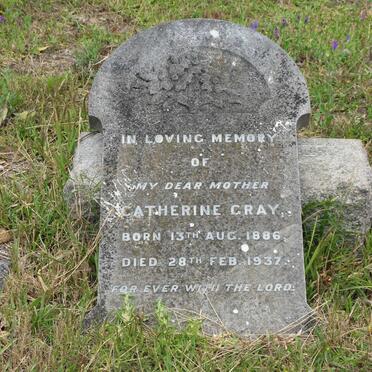 IN LOVING MEMORY
OF
MY DEAR MOTHER
CATHERINE GRAY,
BORN 13TH AUG. 1886.
DIED 28TH FEB. 1937.
FOR EVER WITH THE LORD.